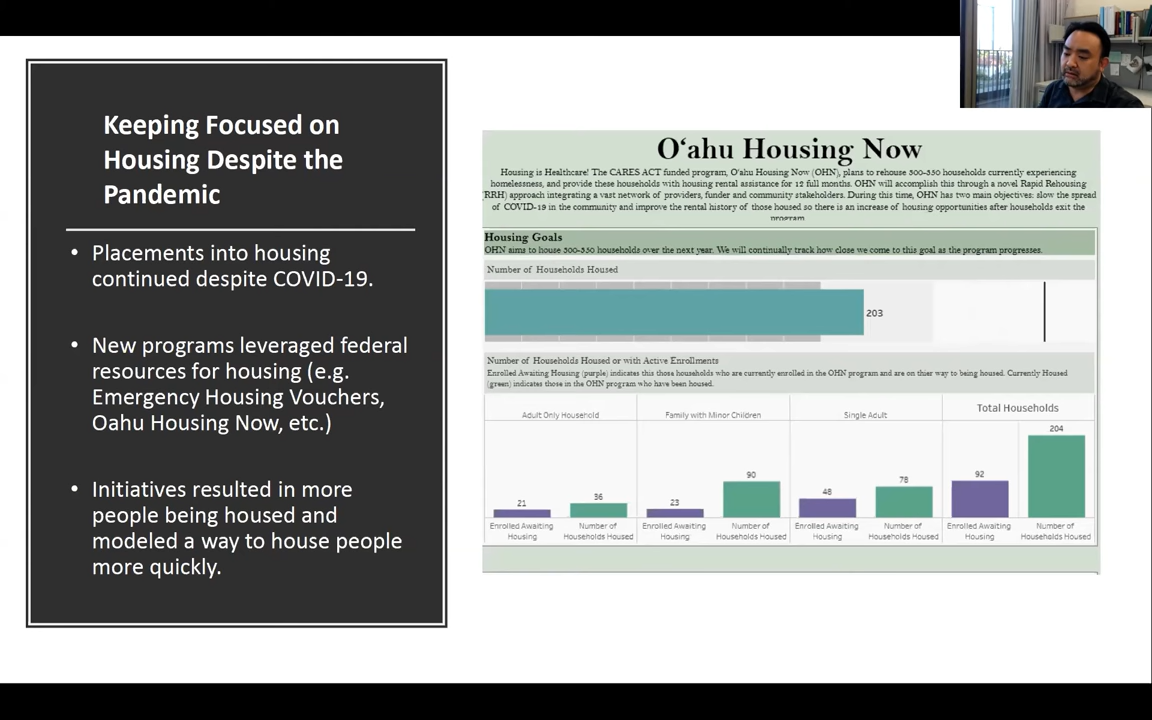 Keeping Focused on
Housing Despite the
Pandemic
• Placements into housing
continued despite COVID-19.
• New programs leveraged federal
resources for housing (e.g.
Emergency Housing Vouchers,
Oahu Housing Now, etc.)
• Initiatives resulted in more
people being housed and
modeled a way to house people
more quickly.
O‘ahu Housing Now
Housing is Healthcare! The CARES ACT funded program, O‘ahu Housing Now (OHN), plans to rehouse 300-350 households currently experiencing
homelessness, and provide these households with housing rental assistance for 12 full months. OHN will accomplish this through a novel Rapid Rehousing
(RRH) approach integrating a vast network of providers, funder and community stakeholders. During this time, OHN has two main objectives: slow the spread
of COVID-19 in the community and improve the rental history of those housed so there is an increase of housing opportunities after households exit the
program
Housing Goals
OHN aims to house 300-350 households over the next year. We will continually track how close we come to this goal as the program progresses.
Number of Households Housed
203
Number of Households Housed or with Active Enrollments
Enrolled Awaiting Housing (purple) indicates this those households who are currently enrolled in the OHN program and are on thier way to being housed. Currently Housed
(green) indicates those in the OHN program who have been housed.
Adult Only Household Family with Minor Children Single Adult Total Households
21 36 23 90 48 78 92 204
Enrolled Awaiting Number of Enrolled Awaiting Number of Enrolled Awaiting Number of Enrolled Awaiting Number of
Housing Households Housed Housing Households Housed Housing Households Housed Housing Households Housed